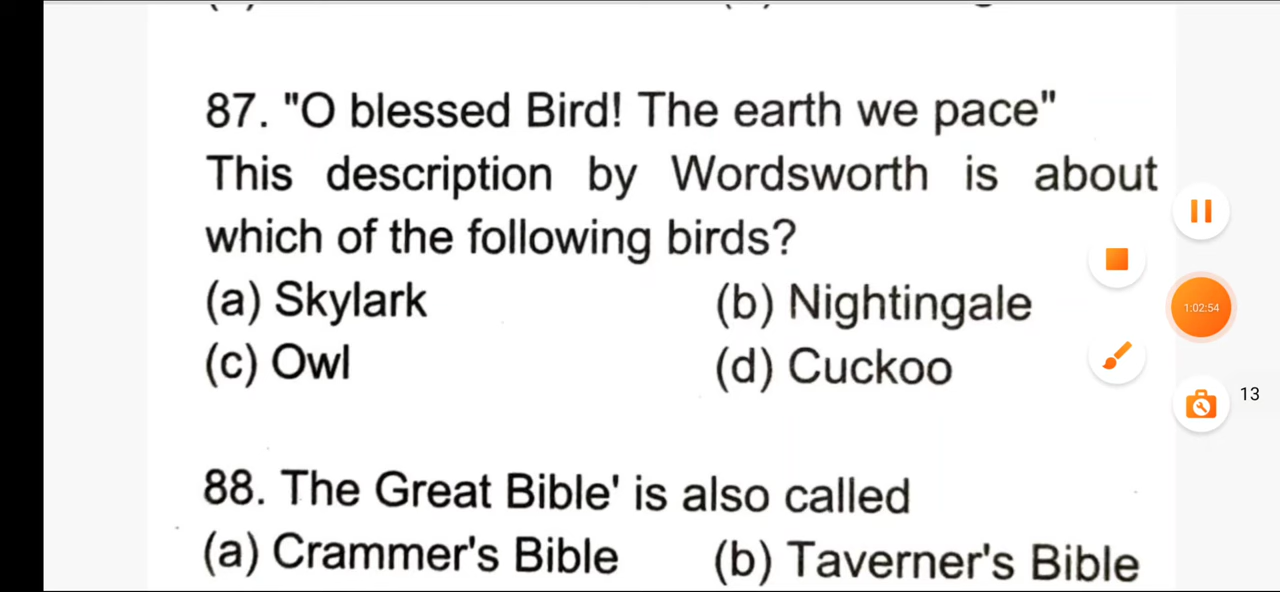 87. "O blessed Bird! The earth we pace"
This description by Wordsworth is about
which of the following birds?
(a) Skylark (b) Nightingale
(c) Owl (d) Cuckoo
1:02:54
13
88. The Great Bible' is also called
(a) Crammer's Bible (b) Taverner's Bible